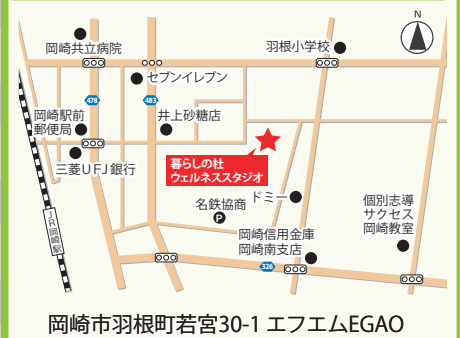 N
岡崎共立病院
羽根小学校
セブンイレブン
478
483
岡崎駅前
郵便局
井上砂糖店
三菱UFJ銀行
暮らしの杜
ウェルネススタジオ
ドミー
個別志導
サクセス
岡崎教室
名鉄協商
P
JR岡崎駅
岡崎信用金庫
岡崎南支店
326
岡崎市羽根町若宮30-1 エフエムEGAO